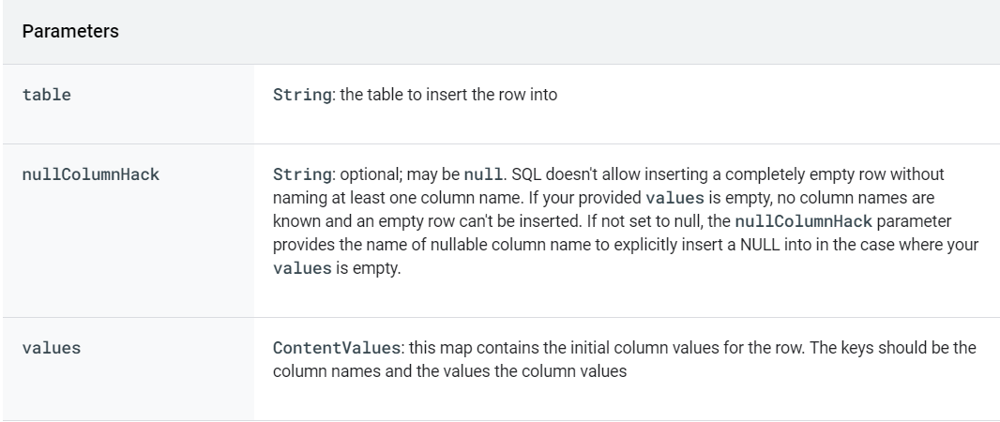 Parameters
table
String: the table to insert the row into
nullColumnHack
String: optional; may be null. SQL doesn't allow inserting a completely empty row without
naming at least one column name. If your provided values is empty, no column names are
known and an empty row can't be inserted. If not set to null, the nullColumnHack parameter
provides the name of nullable column name to explicitly insert a NULL into in the case where your
values is empty.
values
ContentValues: this map contains the initial column values for the row. The keys should be the
column names and the values the column values